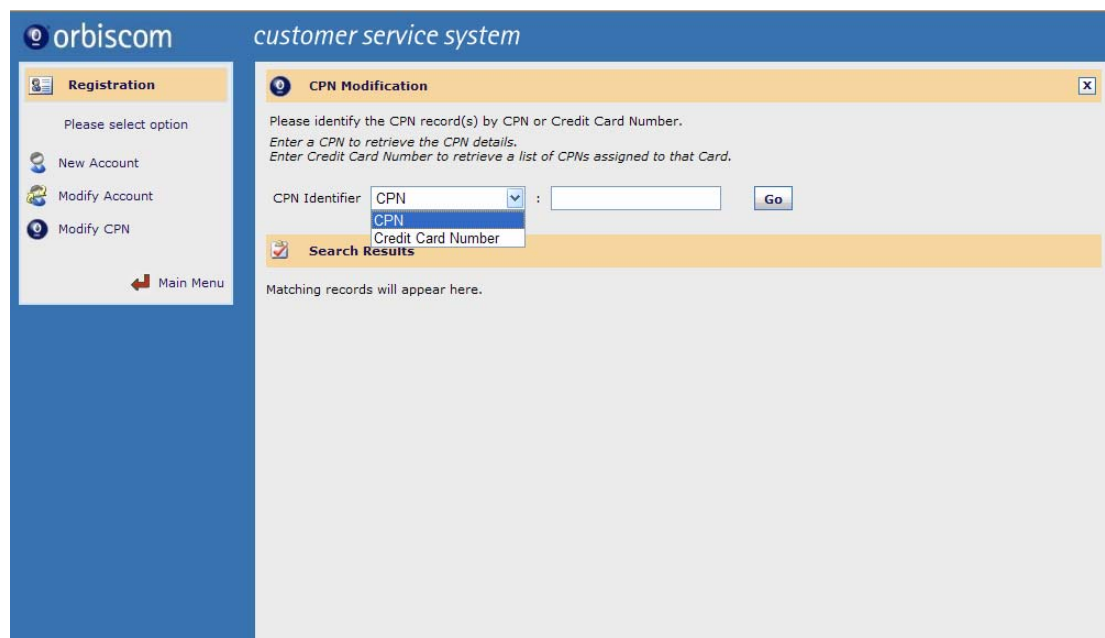 orbiscom
customer service system
Registration
Please select option
New Account
Modify Account
Modify CPN
Main Menu
CPN Modification
X
Please identify the CPN record(s) by CPN or Credit Card Number.
Enter a CPN to retrieve the CPN details.
Enter Credit Card Number to retrieve a list of CPNs assigned to that Card.
CPN Identifier CPN : Go
CPN
Credit Card Number
Search Results
Matching records will appear here.